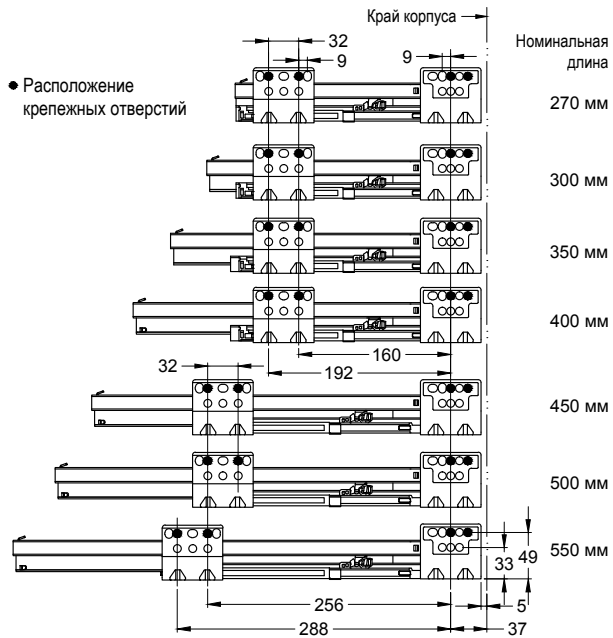 Край корпуса
32
9
9
Номинальная
длина
● Расположение
крепежных отверстий
270 мм
300 мм
350 мм
400 мм
160
192
32
450 мм
500 мм
550 мм
33
49
256
5
288
37